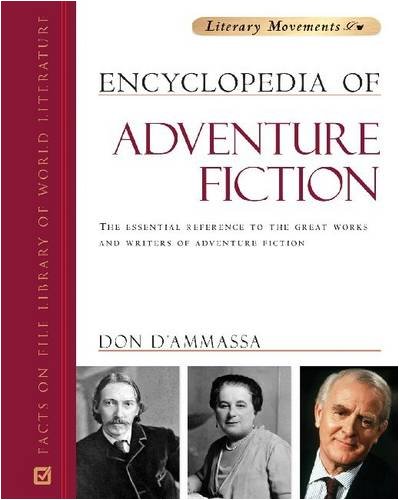 Literary Movements
ENCYCLOPEDIA OF
ADVENTURE
FICTION
THE ESSENTIAL REFERENCE TO THE GREAT WORKS
AND WRITERS OF ADVENTURE FICTION
DON D'AMMASSA
FACTS ON FILE LIBRARY OF WORLD LITERATURE